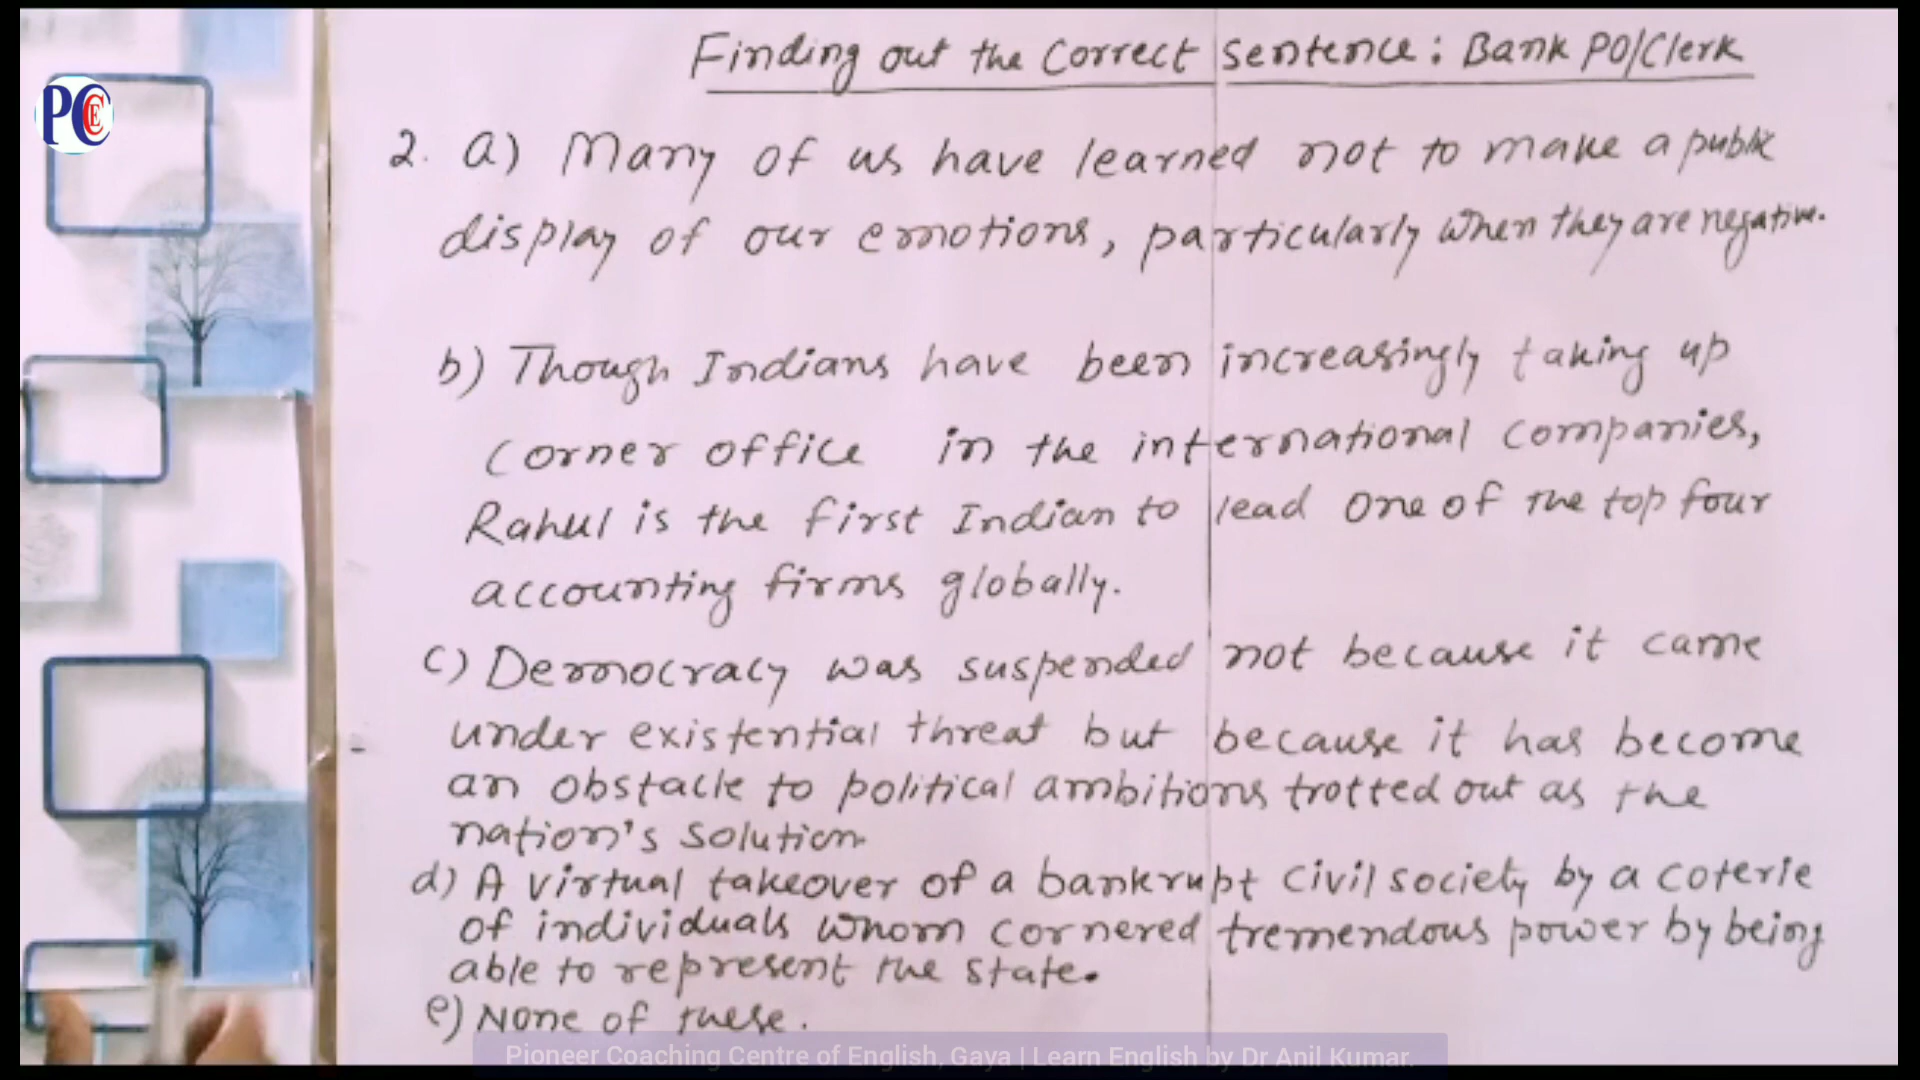 Finding out the Correct Sentence: Bank PO/Clerk
PCEC
2. a) Many of us have learned not to make a public
display of our emotions, particularly when they are negative.
b) Though Indians have been increasingly taking up
corner office in the international companies,
Rahul is the first Indian to lead one of the top four
accounting firms globally.
c) Democracy was suspended not because it came
under existential threat but because it has become
an obstacle to political ambitions trotted out as the
nation's solution
d) A virtual takeover of a bankrupt civil society by a coterie
of individuals whom cornered tremendous power by being
able to represent the state.
e) None of these.
Pioneer Coaching Centre of English, Gaya | Learn English by Dr Anil Kumar.